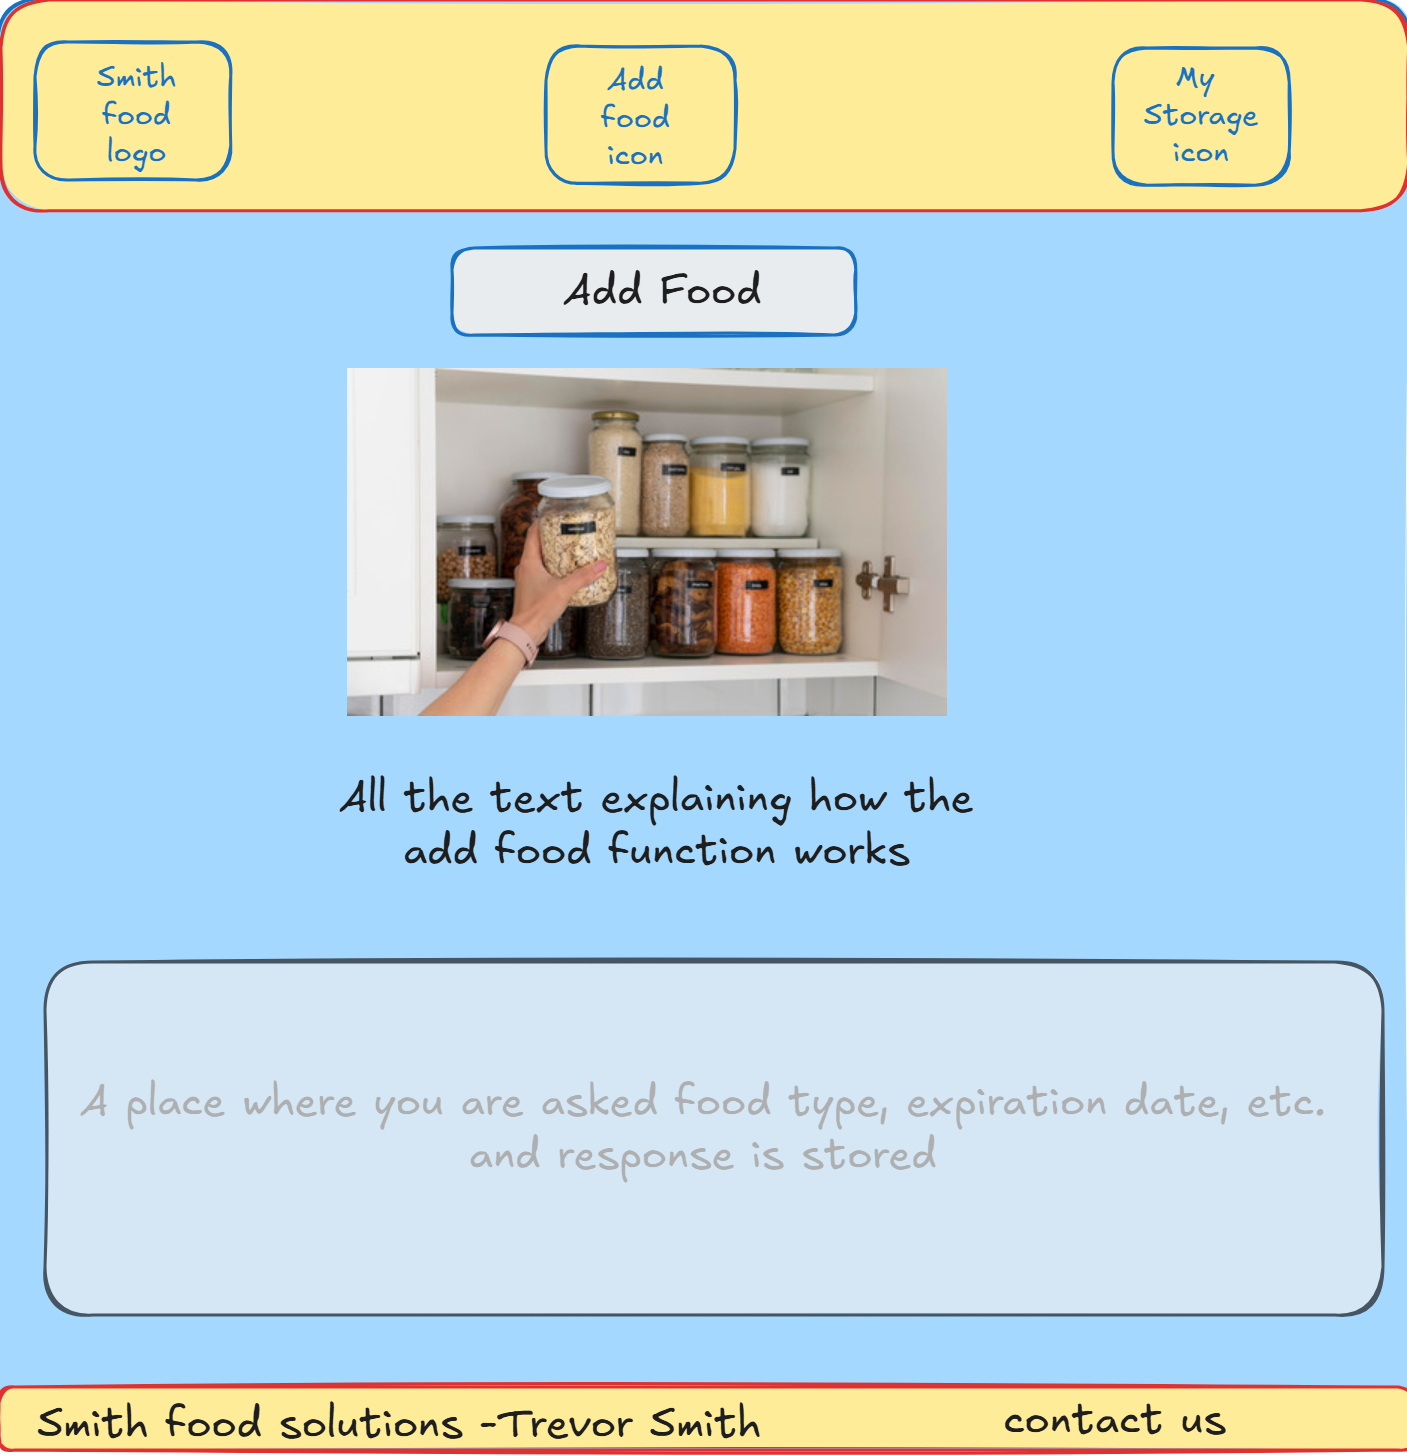 Smith
food
logo
Add
food
icon
My
Storage
icon
Add Food
All the text explaining how the
add food function works
A place where you are asked food type, expiration date, etc.
and response is stored
Smith food solutions -Trevor Smith
contact us